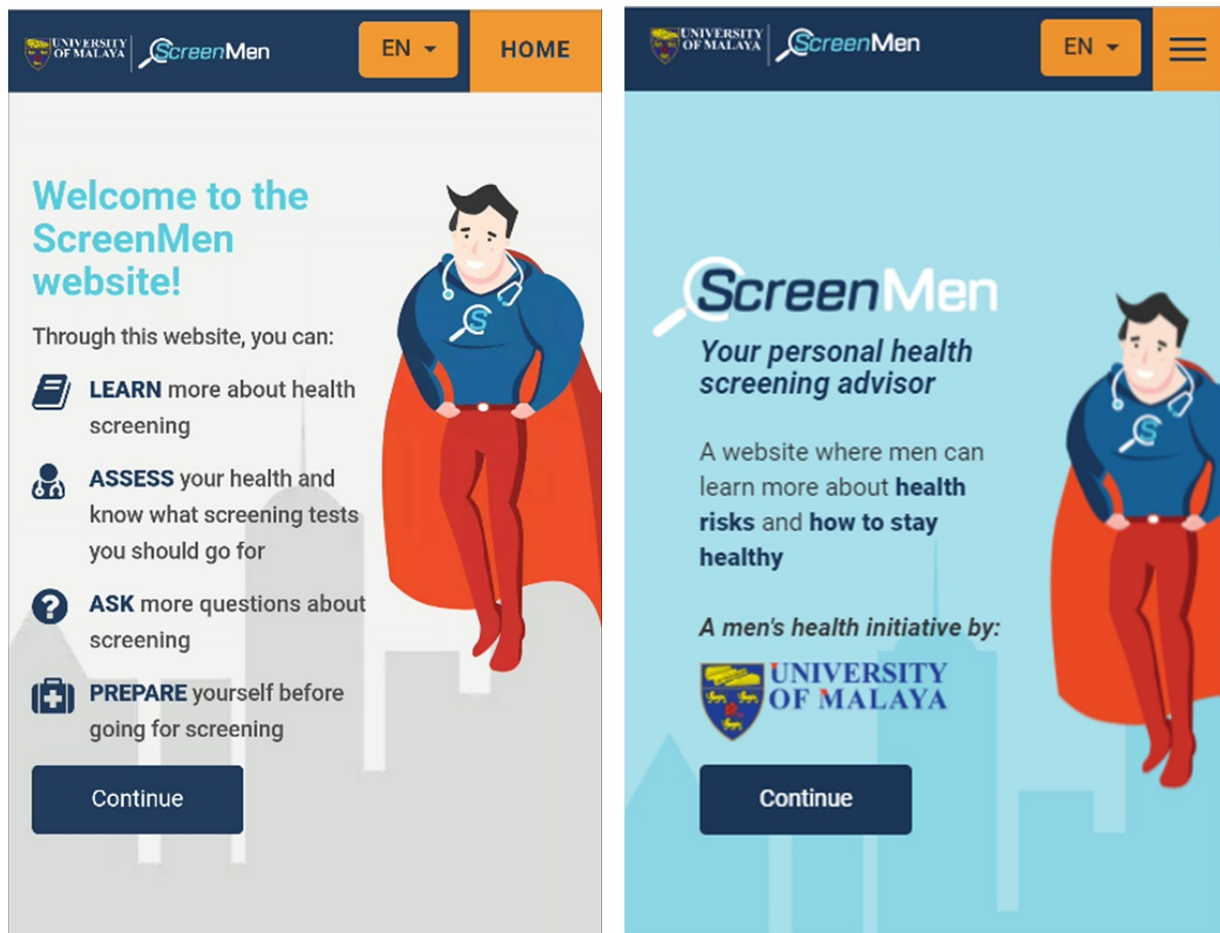 UNIVERSITY
OF MALAYA
ScreenMen
EN
HOME
Welcome to the
ScreenMen
website!
Through this website, you can:
LEARN more about health
screening
ASSESS your health and
know what screening tests
you should go for
?
ASK more questions about
screening
PREPARE yourself before
going for screening
Continue
S
UNIVERSITY
OF MALAYA
ScreenMen
EN
ScreenMen
Your personal health
screening advisor
A website where men can
learn more about health
risks and how to stay
healthy
A men's health initiative by:
UNIVERSITY
OF MALAYA
Continue
S